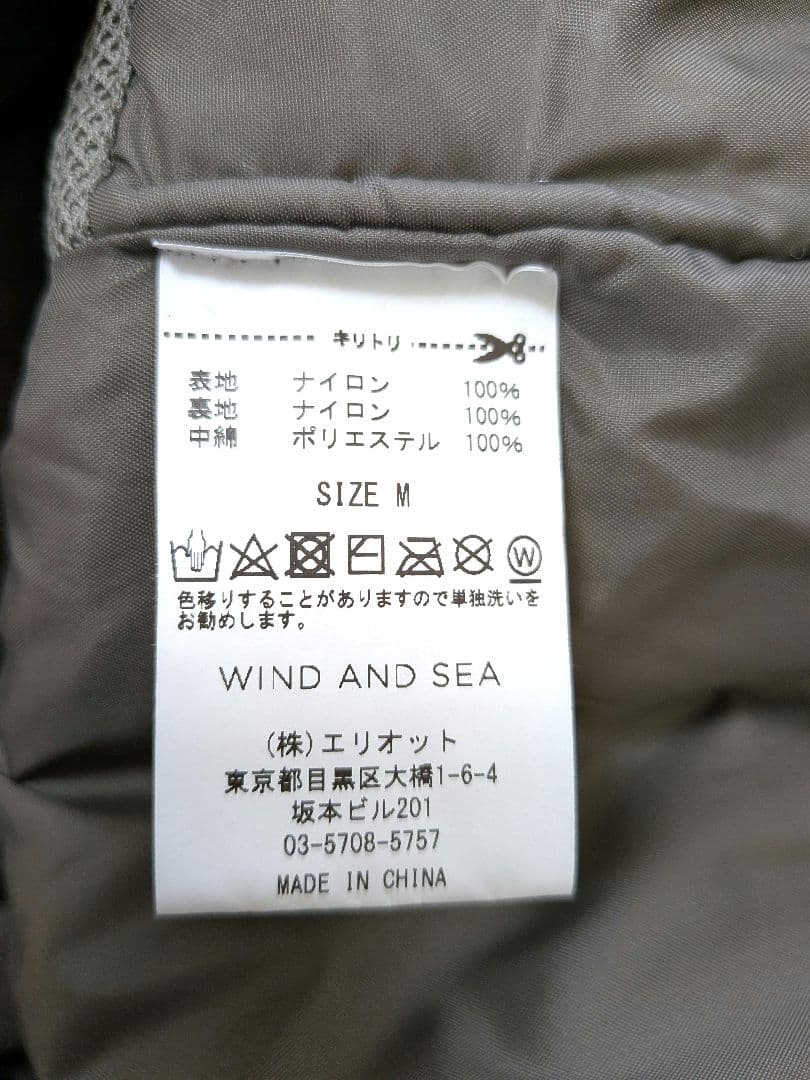 キリトリ
表地 ナイロン 100%
裏地 ナイロン 100%
中綿 ポリエステル 100%
SIZE M
W
色移りすることがありますので単独洗いを
お勧めします。
WIND AND SEA
(株)エリオット
東京都目黒区大橋1-6-4
坂本ビル201
03-5708-5757
MADE IN CHINA